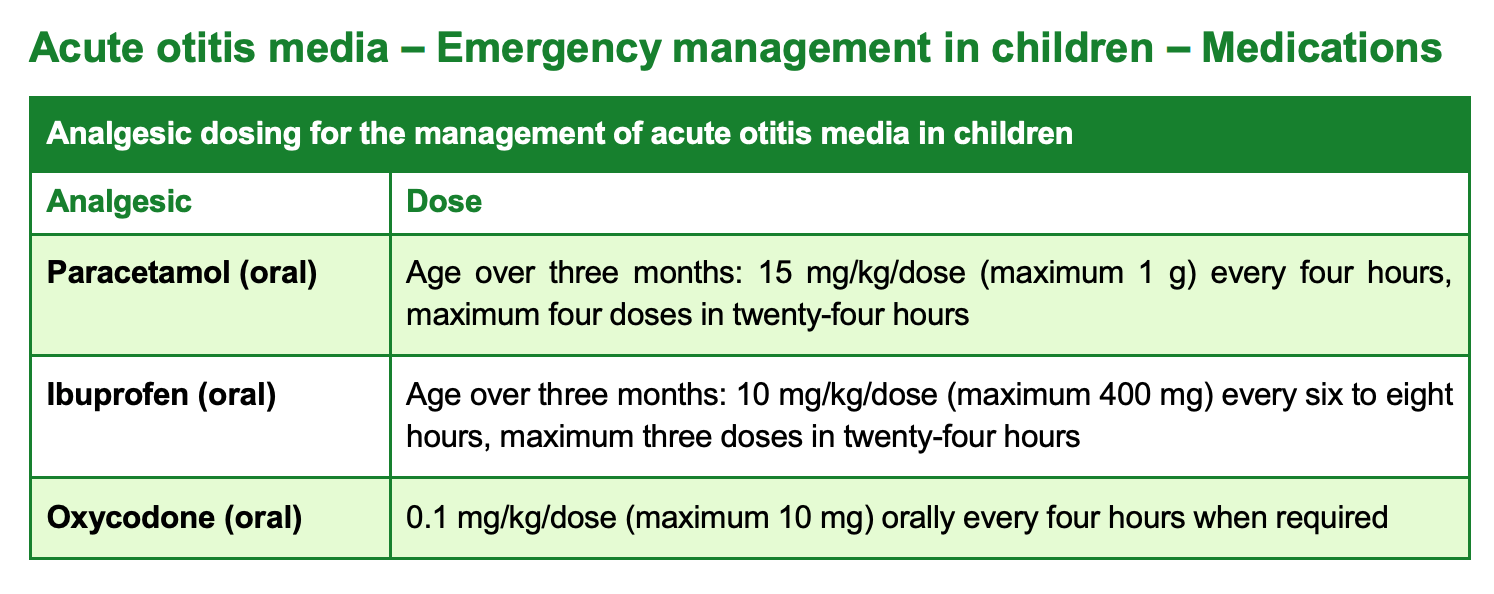 Acute otitis media – Emergency management in children – Medications
Analgesic dosing for the management of acute otitis media in children
Analgesic Dose
Paracetamol (oral) Age over three months: 15 mg/kg/dose (maximum 1 g) every four hours,
maximum four doses in twenty-four hours
Ibuprofen (oral) Age over three months: 10 mg/kg/dose (maximum 400 mg) every six to eight
hours, maximum three doses in twenty-four hours
Oxycodone (oral) 0.1 mg/kg/dose (maximum 10 mg) orally every four hours when required